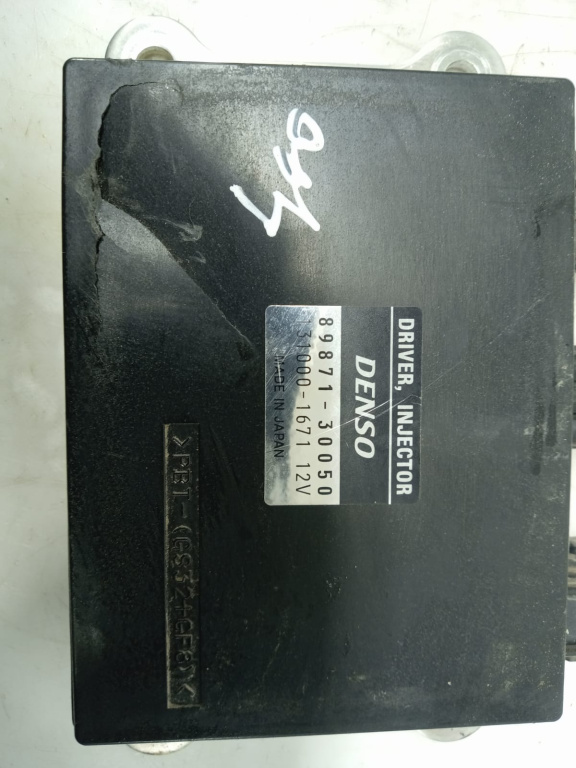 DRIVER, INJECTOR
DENSO
89871-30050
131000-1671 12V
MADE IN JAPAN